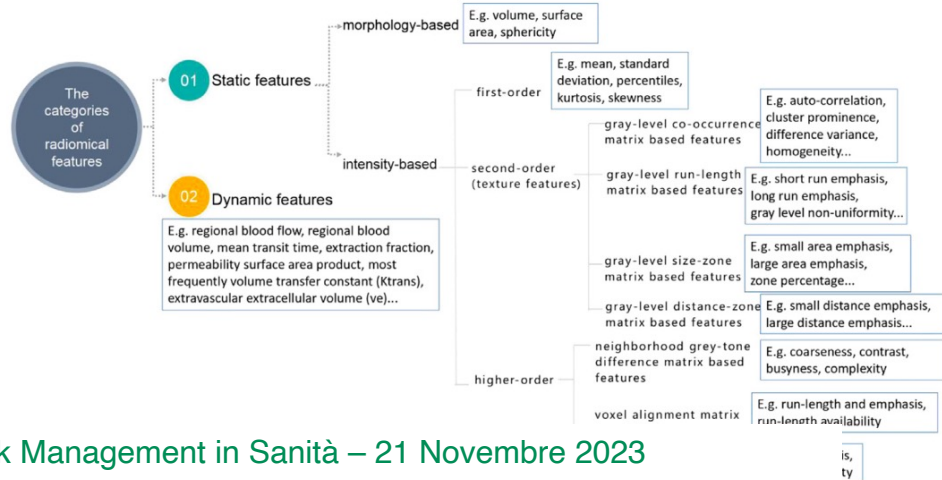 The
categories
of
radiomical
features
01 Static features
morphology-based
E.g. volume, surface
area, sphericity
intensity-based
first-order
E.g. mean, standard
deviation, percentiles,
kurtosis, skewness
second-order
(texture features)
gray-level co-occurrence
matrix based features
E.g. auto-correlation,
cluster prominence,
difference variance,
homogeneity...
gray-level run-length
matrix based features
E.g. short run emphasis,
long run emphasis,
gray level non-uniformity...
gray-level size-zone
matrix based features
E.g. small area emphasis,
large area emphasis,
zone percentage...
gray-level distance-zone
matrix based features
E.g. small distance emphasis,
large distance emphasis...
higher-order
neighborhood grey-tone
difference matrix based
features
E.g. coarseness, contrast,
busyness, complexity
voxel alignment matrix
E.g. run-length and emphasis,
run-length availability
02 Dynamic features
E.g. regional blood flow, regional blood
volume, mean transit time, extraction fraction,
permeability surface area product, most
frequently volume transfer constant (Ktrans),
extravascular extracellular volume (ve)...
k Management in Sanità – 21 Novembre 2023
is,
ty